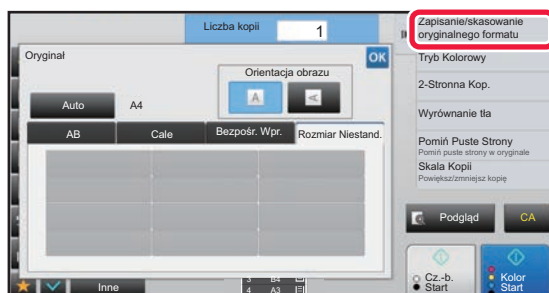 Liczba kopii 1
Zapisanie/skasowanie
oryginalnego formatu
Oryginał
OK
Tryb Kolorowy
Orientacja obrazu
A A
2-Stronna Kop.
Auto A4
Wyrównanie tła
AB Cale Bezpośr. Wpr. Rozmiar Niestand.
Pomiń Puste Strony
Pomiń puste strony w oryginale
Skala Kopii
Powiększ/zmniejsz kopię
Podgląd CA
Inne
3 B4
4 A3
Cz.-b.
Start
Kolor
Start